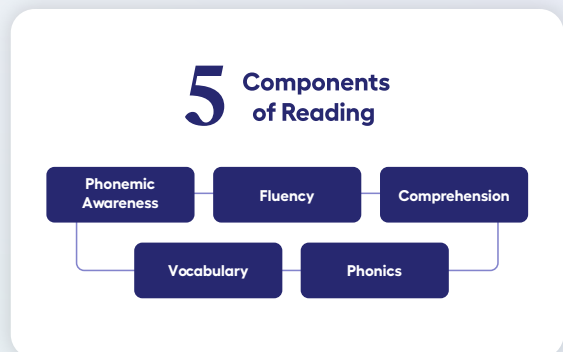 5
Components
of Reading
Phonemic
Awareness
Fluency
Comprehension
Vocabulary
Phonics